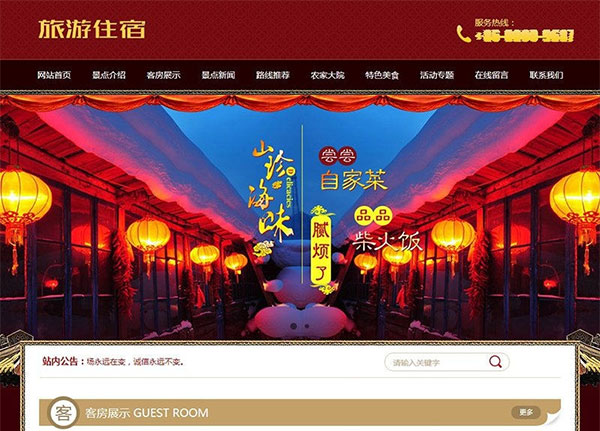 旅游住宿
服务热线：
网站首页 景点介绍 客房展示 景点新闻 路线推荐 农家大院 特色美食 活动专题 在线留言 联系我们
山珍海味
腻烦了
尝尝
自家菜
品品
柴火饭
站内公告：场永远在变，诚信永远不变。
请输入关键字
客 客房展示 GUEST ROOM 更多